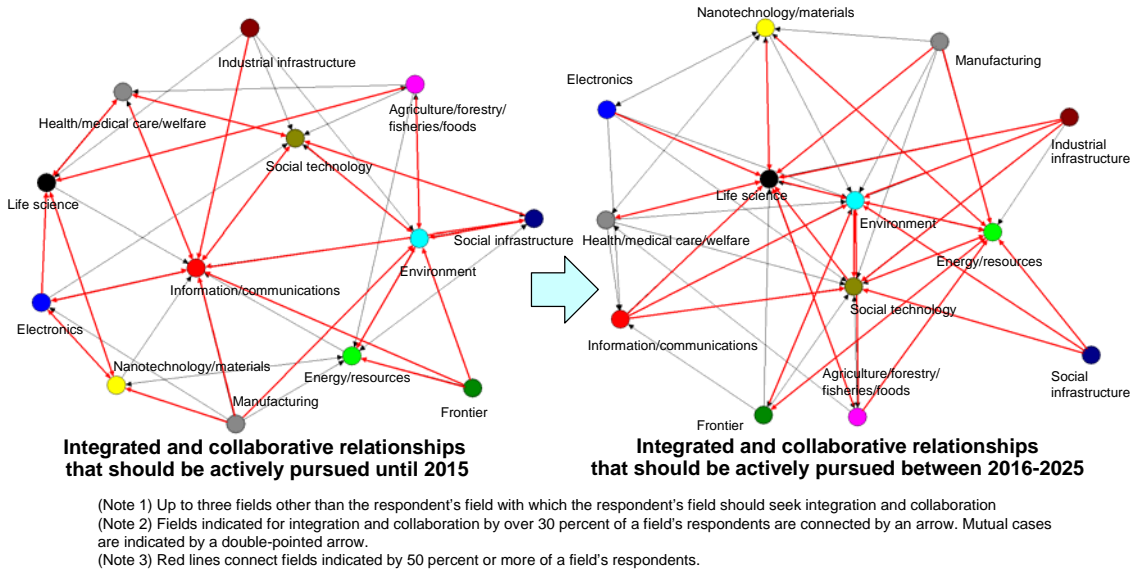 Industrial infrastructure
Health/medical care/welfare
Agriculture/forestry/
fisheries/foods
Social technology
Life science
Social infrastructure
Environment
Information/communications
Electronics
Nanotechnology/materials
Energy/resources
Manufacturing
Frontier
Integrated and collaborative relationships
that should be actively pursued until 2015
Nanotechnology/materials
Manufacturing
Electronics
Industrial
infrastructure
Life science
Environment
Health/medical care/welfare
Energy/resources
Social technology
Information/communications
Agriculture/forestry/
fisheries/foods
Social
infrastructure
Frontier
Integrated and collaborative relationships
that should be actively pursued between 2016-2025
(Note 1) Up to three fields other than the respondent's field with which the respondent's field should seek integration and collaboration
(Note 2) Fields indicated for integration and collaboration by over 30 percent of a field's respondents are connected by an arrow. Mutual cases
are indicated by a double-pointed arrow.
(Note 3) Red lines connect fields indicated by 50 percent or more of a field's respondents.